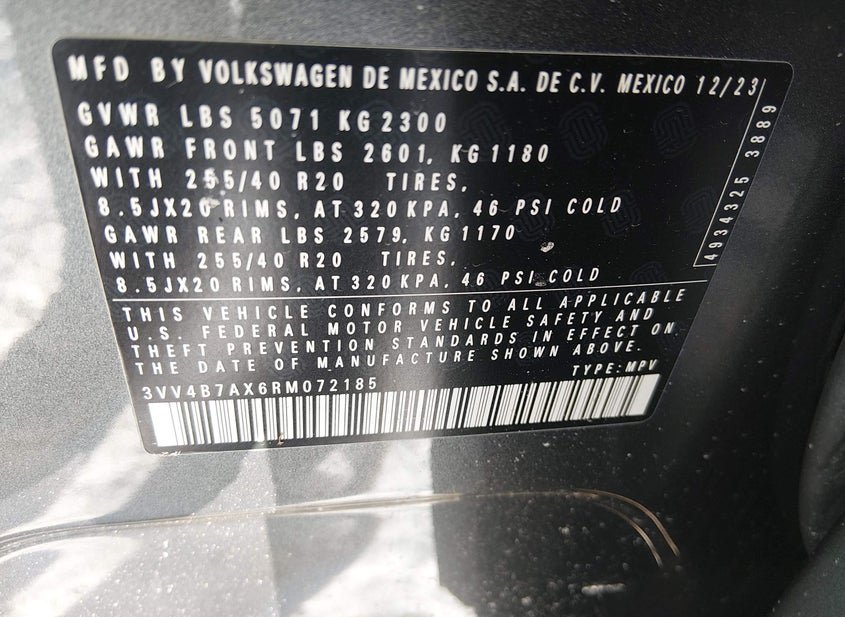 MFD BY VOLKSWAGEN DE MEXICO S.A. DE C.V. MEXICO 12/23
GVWR LBS 5071 KG 2300
GAWR FRONT LBS 2601, KG 1180
WITH 255/40 R20 TIRES,
8.5JX20 RIMS, AT 320 KPA, 46 PSI COLD
GAWR REAR LBS 2579, KG 1170
WITH 255/40 R20 TIRES,
8.5JX20 RIMS, AT 320 KPA, 46 PSI COLD
4934325 3889
THIS VEHICLE CONFORMS TO ALL APPLICABLE
U.S. FEDERAL MOTOR VEHICLE SAFETY AND
THEFT PREVENTION STANDARDS IN EFFECT ON
THE DATE OF MANUFACTURE SHOWN ABOVE.
TYPE: MPV
3VV4B7AX6RM072185